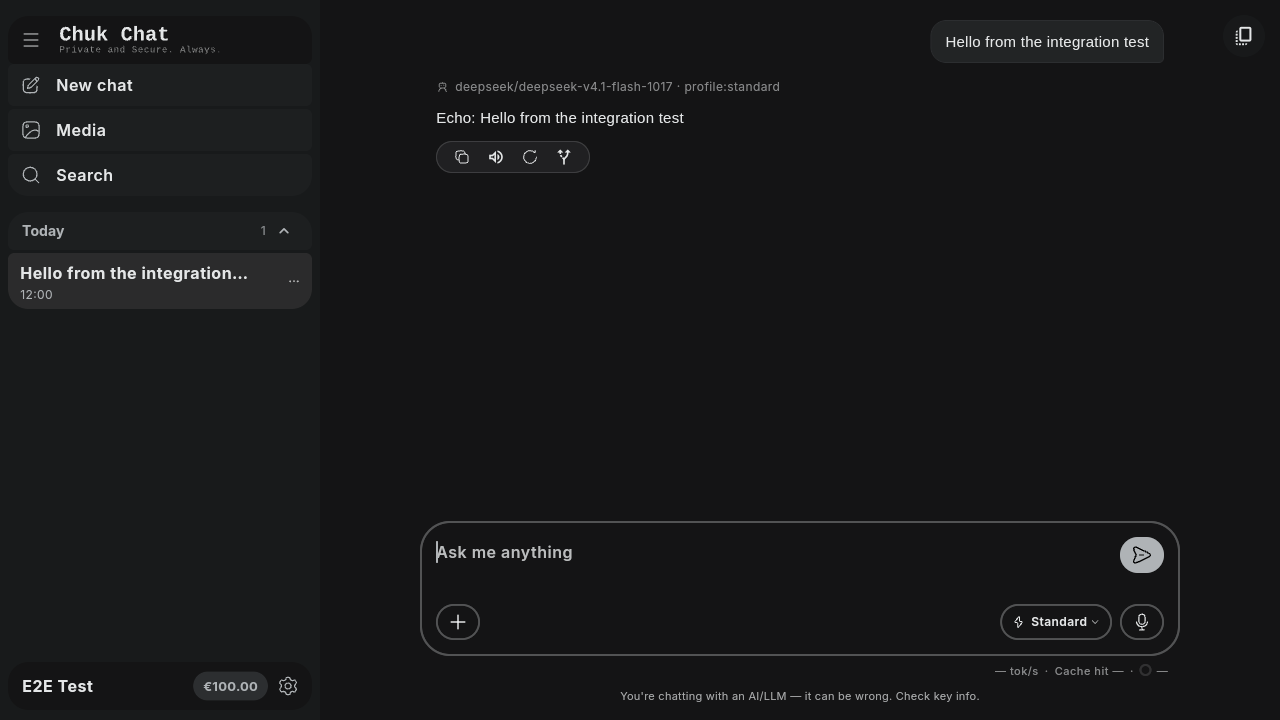 Chuk Chat
Private and Secure. Always.
New chat
Media
Search
Today 1
Hello from the integration...
...
12:00
E2E Test €100.00
Hello from the integration test
deepseek/deepseek-v4.1-flash-1017 · profile:standard
Echo: Hello from the integration test
Ask me anything
Standard
— tok/s · Cache hit — · —
You're chatting with an AI/LLM — it can be wrong. Check key info.